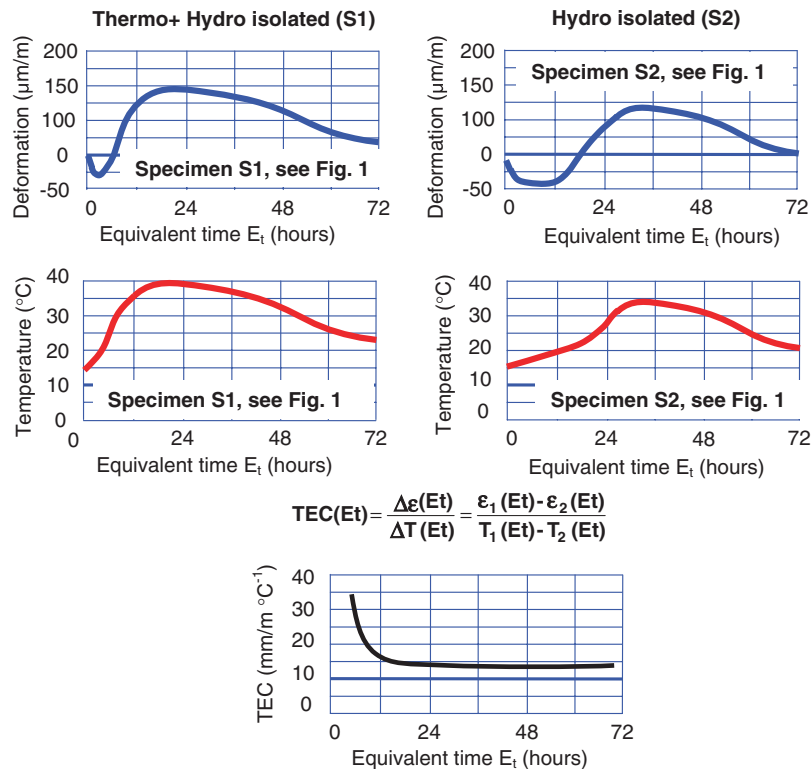 Thermo+ Hydro isolated (S1)
Deformation (μm/m)
200
150
100
0
-50
Specimen S1, see Fig. 1
0 24 48 72
Equivalent time Et (hours)
Hydro isolated (S2)
Deformation (μm/m)
200
150
100
0
-50
Specimen S2, see Fig. 1
0 24 48 72
Equivalent time Et (hours)
Temperature (°C)
40
30
20
10
0
Specimen S1, see Fig. 1
0 24 48 72
Equivalent time Et (hours)
Temperature (°C)
40
30
20
10
0
Specimen S2, see Fig. 1
0 24 48 72
Equivalent time Et (hours)
TEC(Et) = Δε(Et) / ΔT(Et) = ε1(Et)-ε2(Et) / T1(Et)-T2(Et)
TEC (mm/m °C-1)
40
30
20
10
0
0 24 48 72
Equivalent time Et (hours)